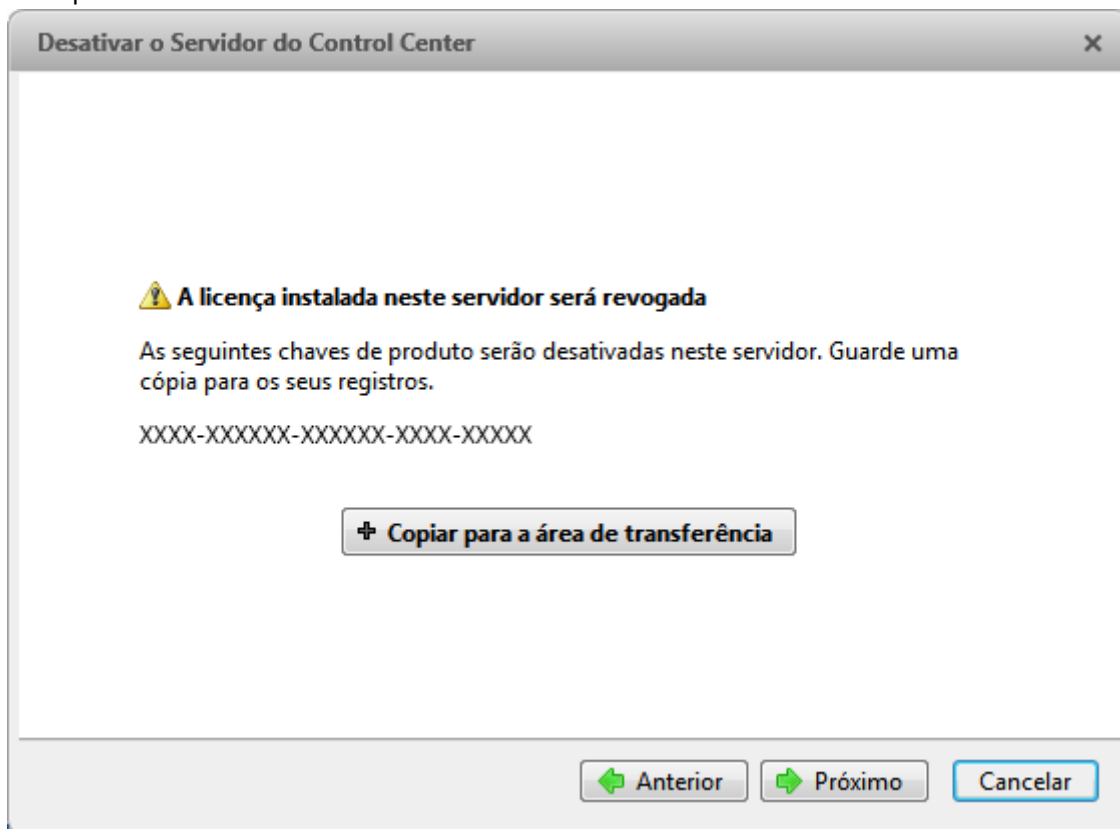 Desativar o Servidor do Control Center
A licença instalada neste servidor será revogada
As seguintes chaves de produto serão desativadas neste servidor. Guarde uma
cópia para os seus registros.
XXXX-XXXXXX-XXXXXX-XXXX-XXXXX
Copiar para a área de transferência
Anterior
Próximo
Cancelar